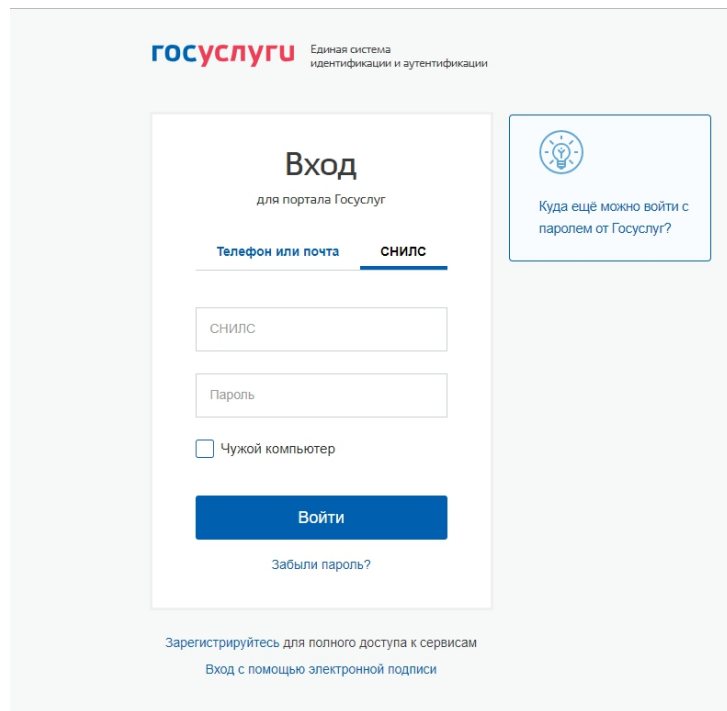 госуслуги
Единая система
идентификации и аутентификации
Вход
для портала Госуслуг
Телефон или почта СНИЛС
СНИЛС
Пароль
Чужой компьютер
Войти
Забыли пароль?
Куда ещё можно войти с
паролем от Госуслуг?
Зарегистрируйтесь для полного доступа к сервисам
Вход с помощью электронной подписи